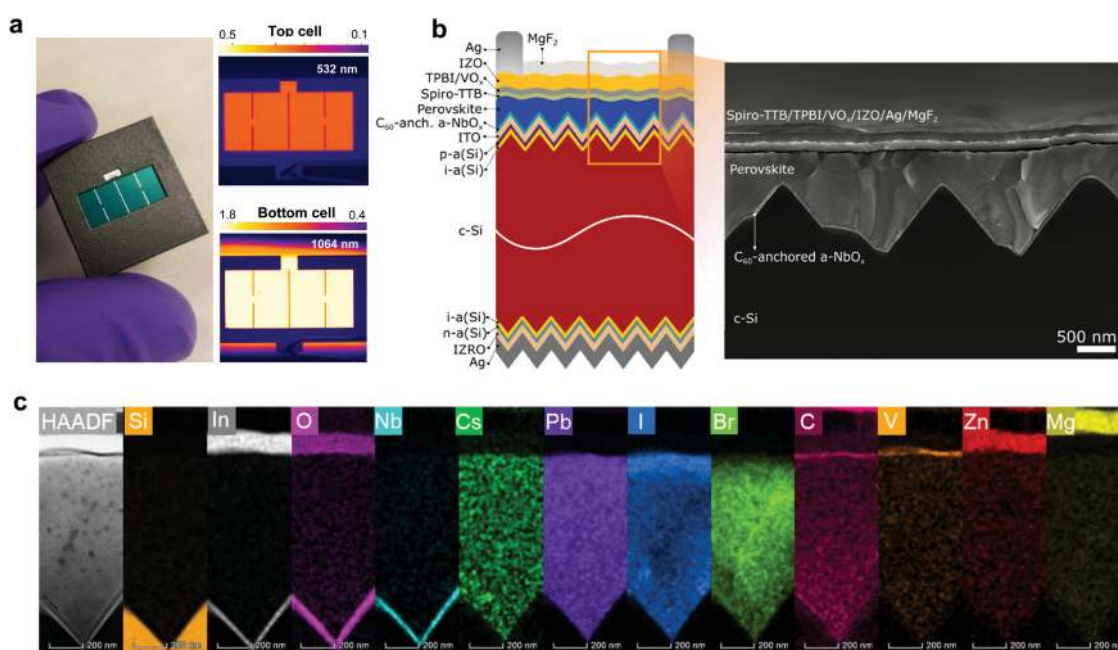 a
Top cell
0.5
0.1
532 nm
Bottom cell
1.8
0.4
1064 nm
b
Ag
MgF₂
IZO
TPBI/VOₓ
Spiro-TTB
Perovskite
C₆₀-anch. a-NbOₓ
ITO
p-a(Si)
i-a(Si)
c-Si
i-a(Si)
n-a(Si)
IZRO
Ag
Spiro-TTB/TPBI/VOₓ/IZO/Ag/MgF₂
Perovskite
C₆₀-anchored a-NbOₓ
c-Si
500 nm
c
HAADF Si In O Nb Cs Pb I Br C V Zn Mg
200 nm 200 nm 200 nm 200 nm 200 nm 200 nm 200 nm 200 nm 200 nm 200 nm 200 nm 200 nm 200 nm